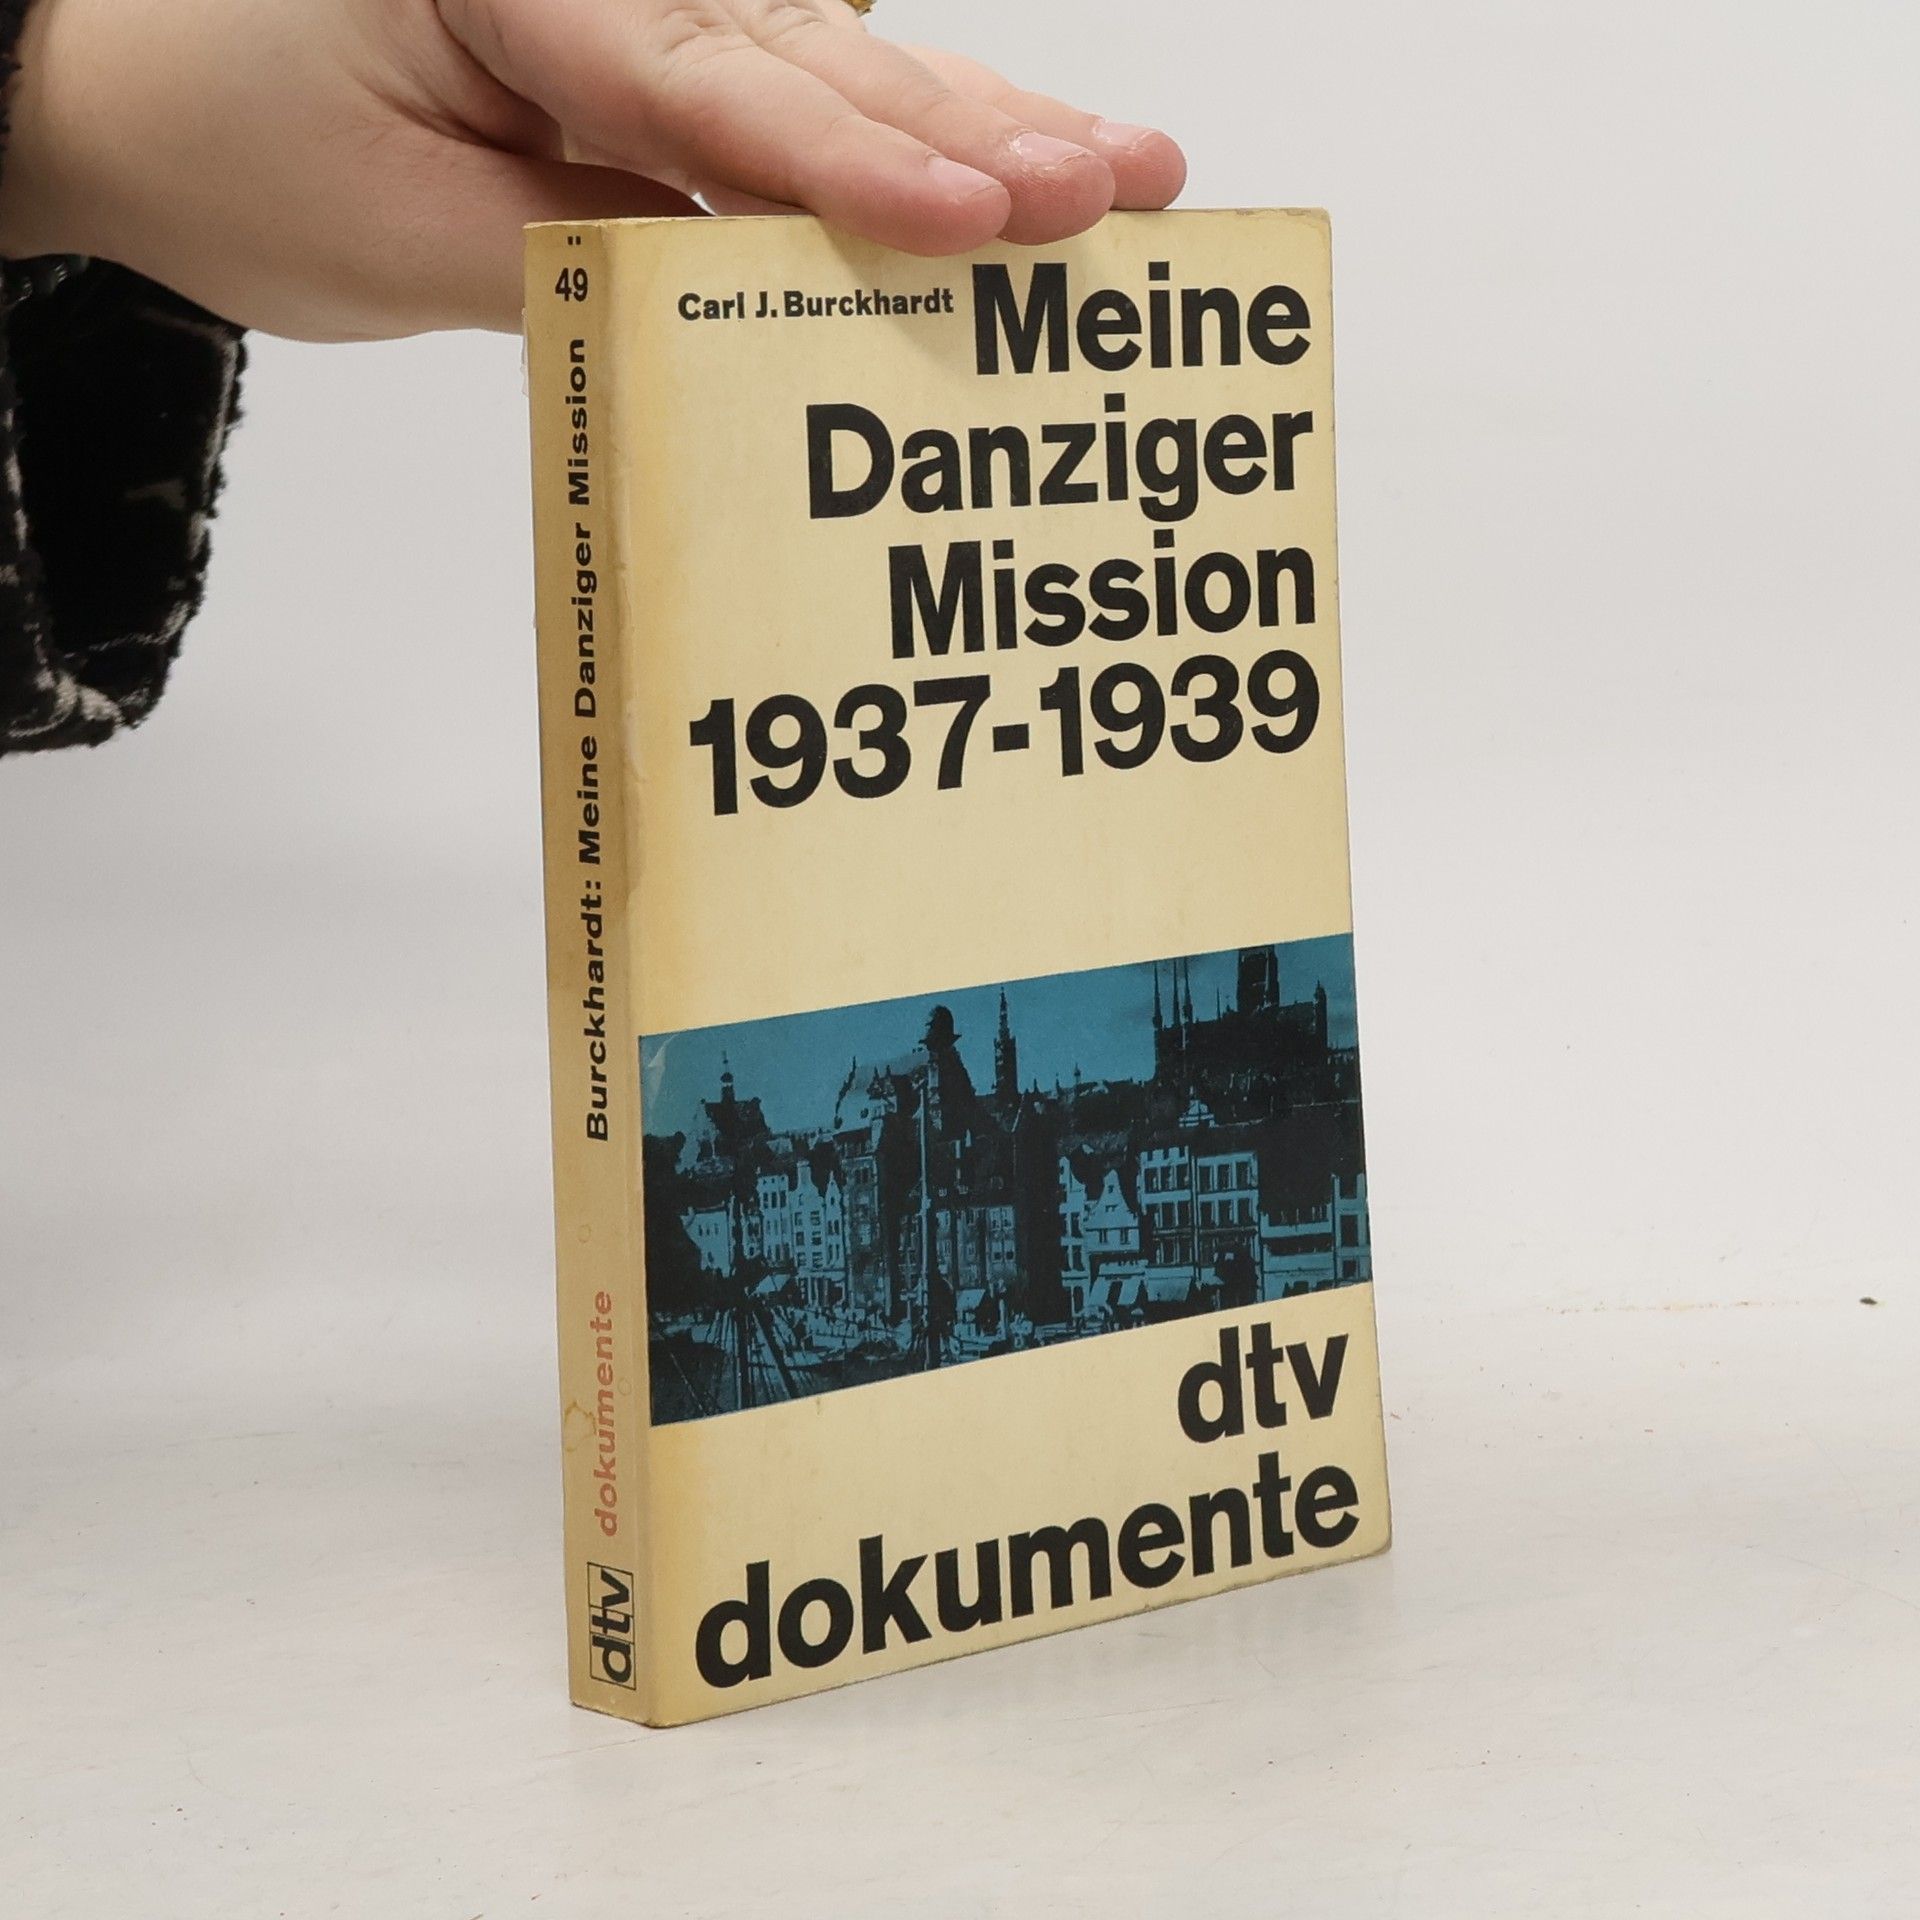 49
Burckhardt: Meine Danziger Mission
dokumente
dtv
Carl J. Burckhardt
Meine
Danziger
Mission
1937-1939
dtv
dokumente